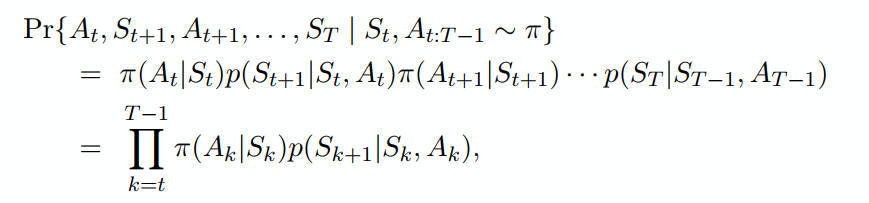 Pr{A_t, S_{t+1}, A_{t+1}, . . . , S_T | S_t, A_{t:T−1} ∼ π}
= π(A_t|S_t)p(S_{t+1}|S_t, A_t)π(A_{t+1}|S_{t+1}) · · · p(S_T|S_{T−1}, A_{T−1})
= ∏_{k=t}^{T−1} π(A_k|S_k)p(S_{k+1}|S_k, A_k),